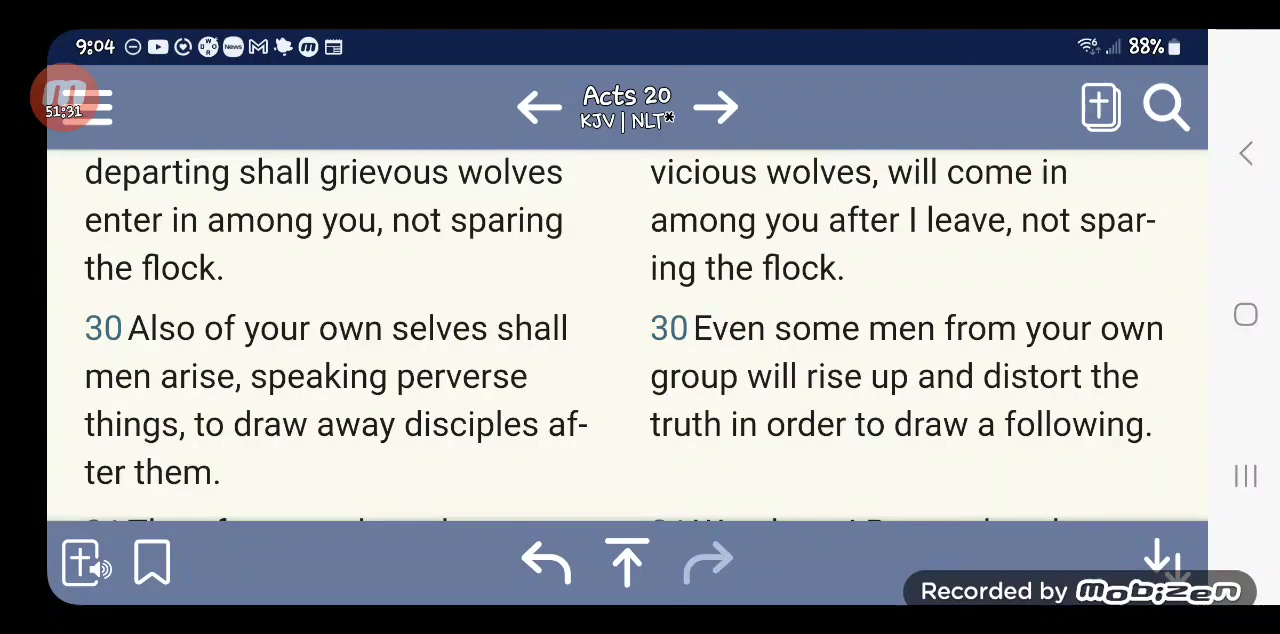 9:04
News
88%
51:31
Acts 20
KJV | NLT*
departing shall grievous wolves
enter in among you, not sparing
the flock.
30 Also of your own selves shall
men arise, speaking perverse
things, to draw away disciples af-
ter them.
vicious wolves, will come in
among you after I leave, not spar-
ing the flock.
30 Even some men from your own
group will rise up and distort the
truth in order to draw a following.
Recorded by mobizen